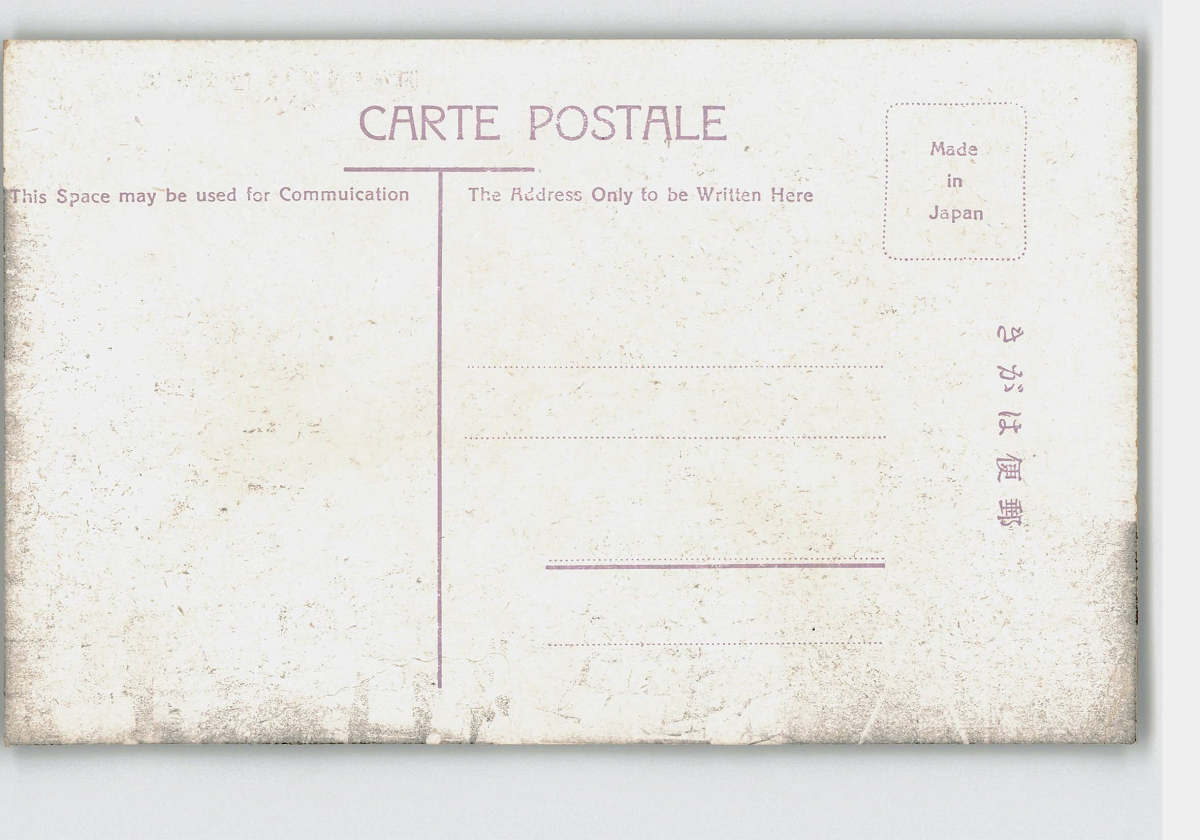 CARTE POSTALE
This Space may be used for Commuication
The Address Only to be Written Here
Made
in
Japan
郵便はがき